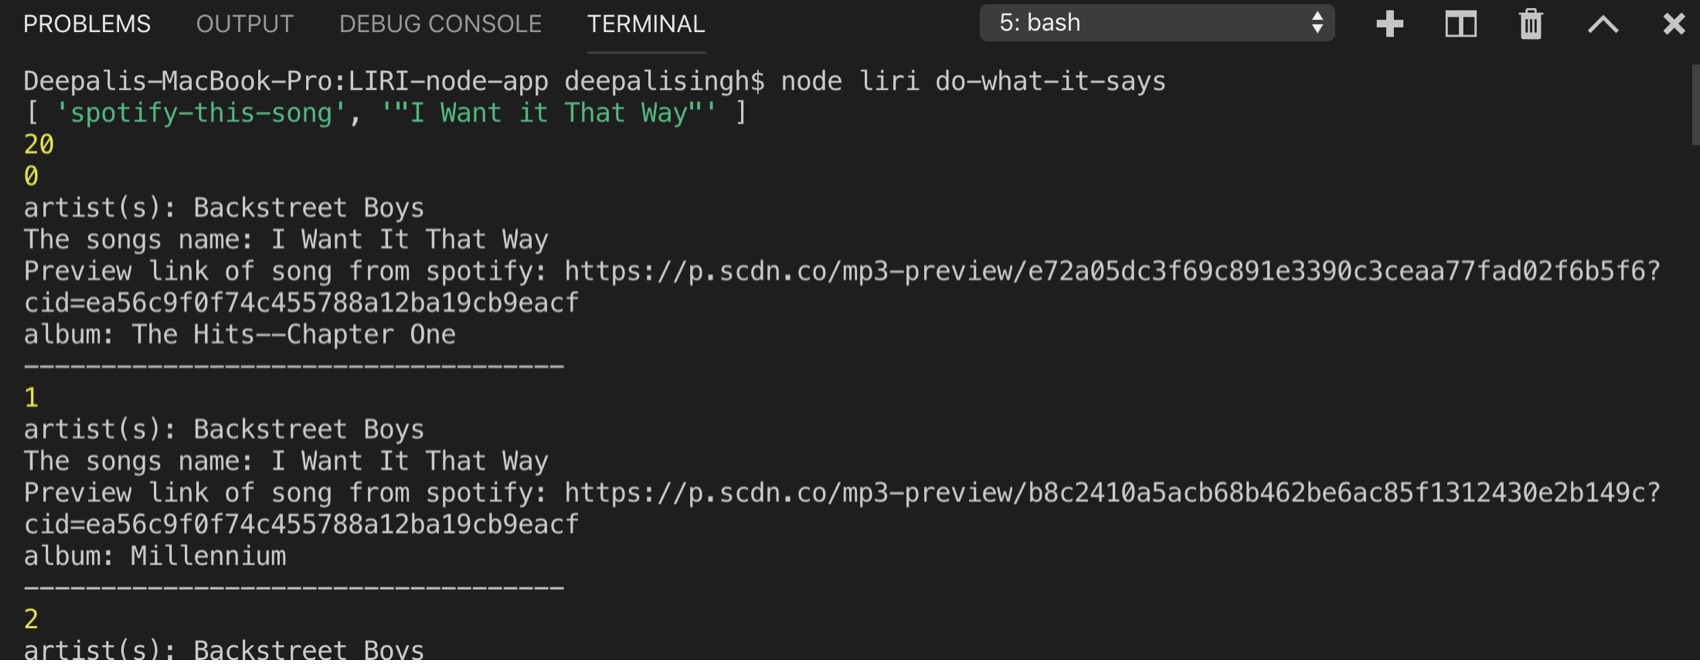 PROBLEMS OUTPUT DEBUG CONSOLE TERMINAL 5: bash
Deepalis-MacBook-Pro:LIRI-node-app deepalisingh$ node liri do-what-it-says
[ 'spotify-this-song', '"I Want it That Way"' ]
20
0
artist(s): Backstreet Boys
The songs name: I Want It That Way
Preview link of song from spotify: https://p.scdn.co/mp3-preview/e72a05dc3f69c891e3390c3ceaa77fad02f6b5f6?
cid=ea56c9f0f74c455788a12ba19cb9eacf
album: The Hits--Chapter One
-----------------------------------
1
artist(s): Backstreet Boys
The songs name: I Want It That Way
Preview link of song from spotify: https://p.scdn.co/mp3-preview/b8c2410a5acb68b462be6ac85f1312430e2b149c?
cid=ea56c9f0f74c455788a12ba19cb9eacf
album: Millennium
-----------------------------------
2
artist(s): Backstreet Boys